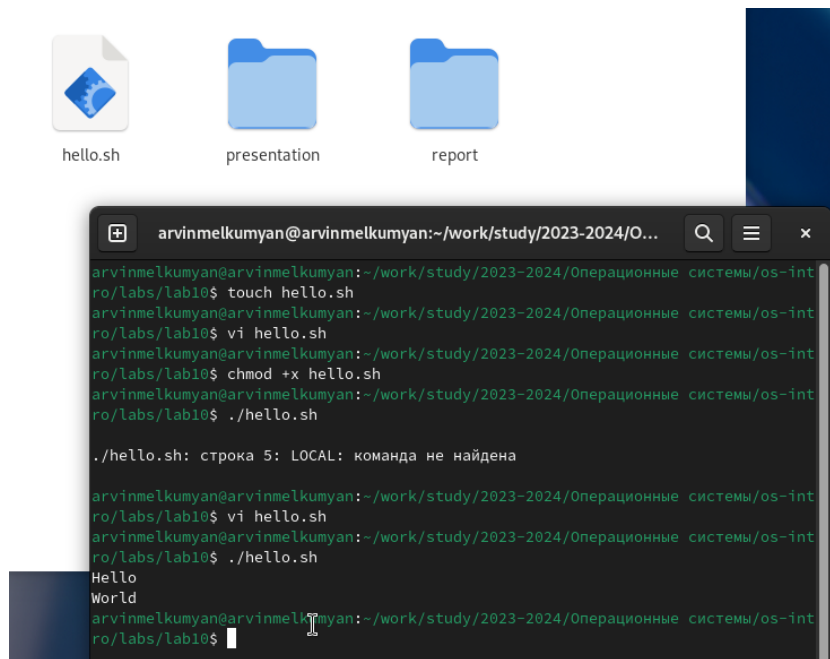 hello.sh
presentation
report
arvinmelkumyan@arvinmelkumyan:~/work/study/2023-2024/О...
arvinmelkumyan@arvinmelkumyan:~/work/study/2023-2024/Операционные системы/os-int
ro/labs/lab10$ touch hello.sh
arvinmelkumyan@arvinmelkumyan:~/work/study/2023-2024/Операционные системы/os-int
ro/labs/lab10$ vi hello.sh
arvinmelkumyan@arvinmelkumyan:~/work/study/2023-2024/Операционные системы/os-int
ro/labs/lab10$ chmod +x hello.sh
arvinmelkumyan@arvinmelkumyan:~/work/study/2023-2024/Операционные системы/os-int
ro/labs/lab10$ ./hello.sh
./hello.sh: строка 5: LOCAL: команда не найдена
arvinmelkumyan@arvinmelkumyan:~/work/study/2023-2024/Операционные системы/os-int
ro/labs/lab10$ vi hello.sh
arvinmelkumyan@arvinmelkumyan:~/work/study/2023-2024/Операционные системы/os-int
ro/labs/lab10$ ./hello.sh
Hello
World
arvinmelkumyan@arvinmelkumyan:~/work/study/2023-2024/Операционные системы/os-int
ro/labs/lab10$